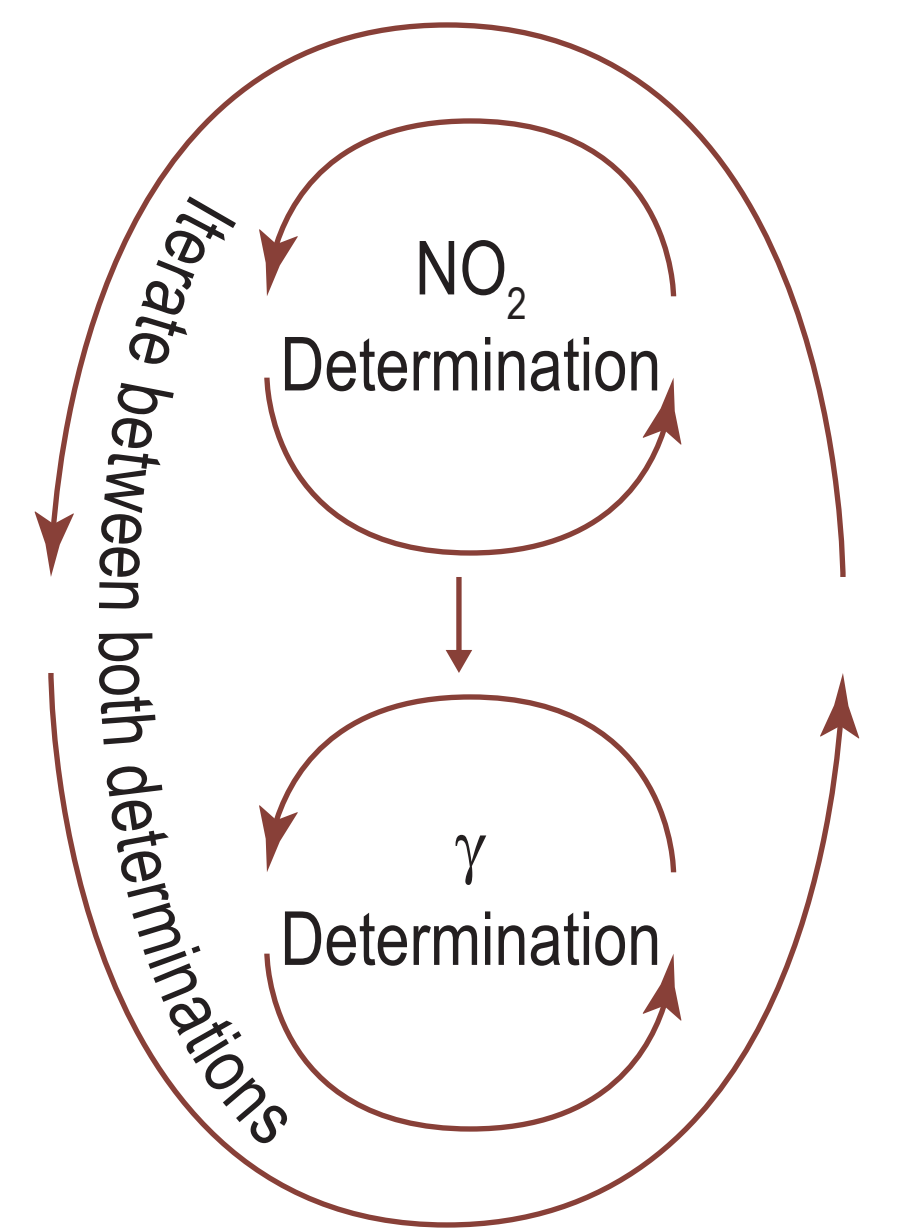 Iterate between both determinations
NO₂
Determination
γ
Determination